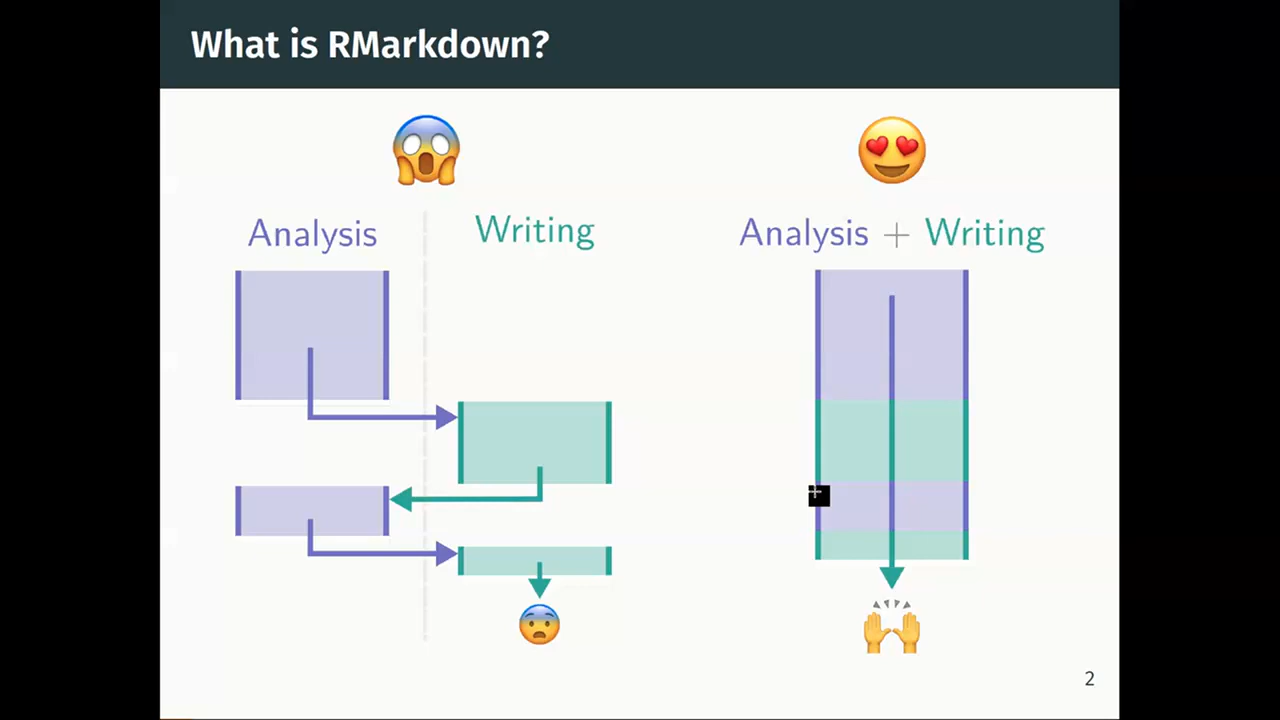 What is RMarkdown?
Analysis
Writing
Analysis + Writing
2